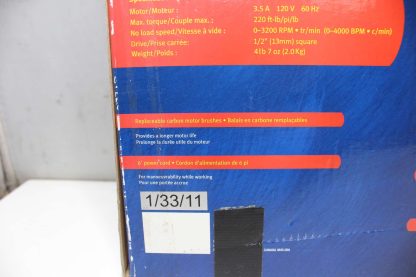 Motor/Moteur : 3.5 A 120 V 60 Hz
Max. torque/Couple max. : 220 ft-lb/pi/lb
No load speed/Vitesse à vide : 0–3200 RPM • tr/min (0–4000 BPM • c/min)
Drive/Prise carrée: 1/2" (13mm) square
Weight/Poids : 4 lb 7 oz (2.0 Kg)
Replaceable carbon motor brushes • Balais en carbone remplaçables
Provides a longer motor life
Prolonge la durée utile du moteur
6' power cord • Cordon d'alimentation de 6 pi
For maneuverability while working
Pour une portée accrue
1/33/11